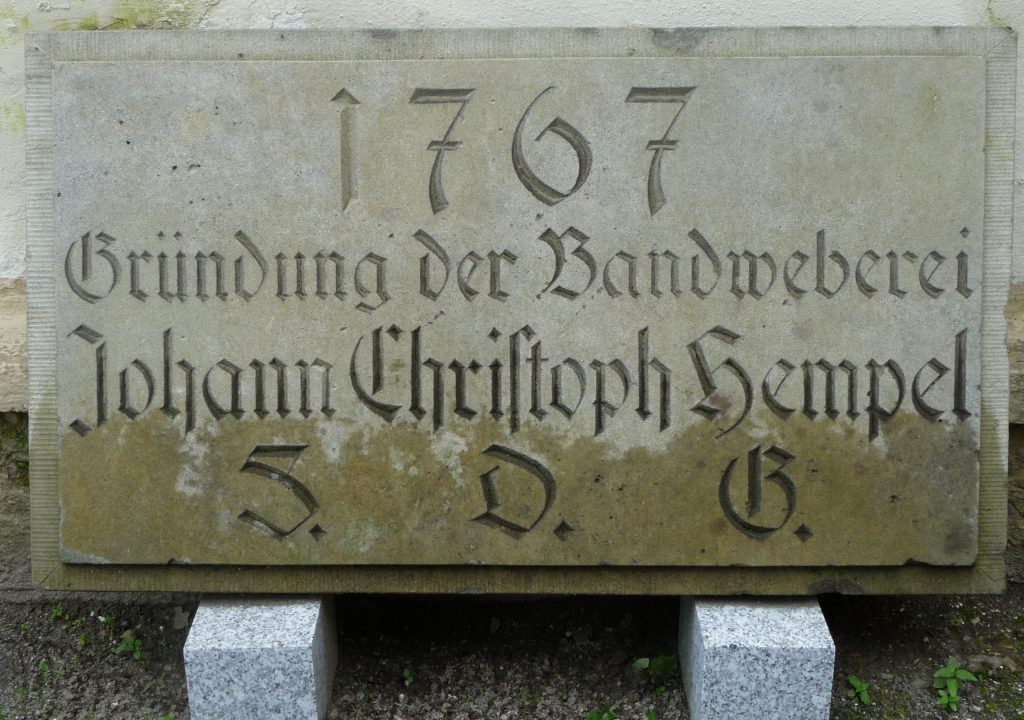 1767
Gründung der Bandweberei
Johann Chriſtoph Hempel.
S. D. G.